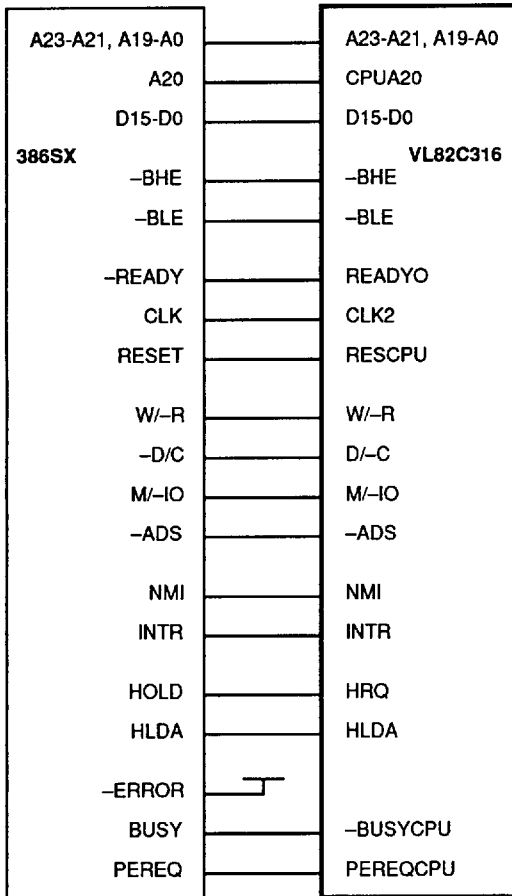 A23-A21, A19-A0 A23-A21, A19-A0
A20 CPUA20
D15-D0 D15-D0
386SX VL82C316
–BHE –BHE
–BLE –BLE
–READY READYO
CLK CLK2
RESET RESCPU
W/–R W/–R
–D/C D/–C
M/–IO M/–IO
–ADS –ADS
NMI NMI
INTR INTR
HOLD HRQ
HLDA HLDA
–ERROR
BUSY –BUSYCPU
PEREQ PEREQCPU